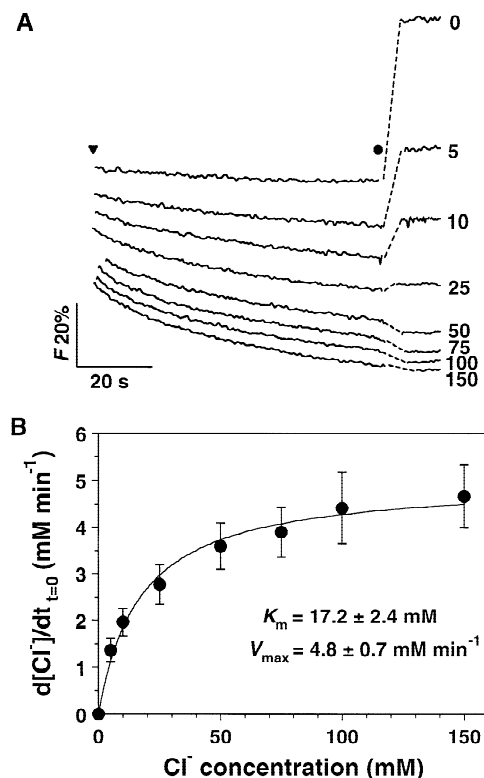 A
0
5
10
25
50
75
100
150
F 20%
20 s
B
d[Cl⁻]/dt t=0 (mM min⁻¹)
6
5
4
3
2
1
0
Km = 17.2 ± 2.4 mM
Vmax = 4.8 ± 0.7 mM min⁻¹
0 50 100 150
Cl⁻ concentration (mM)